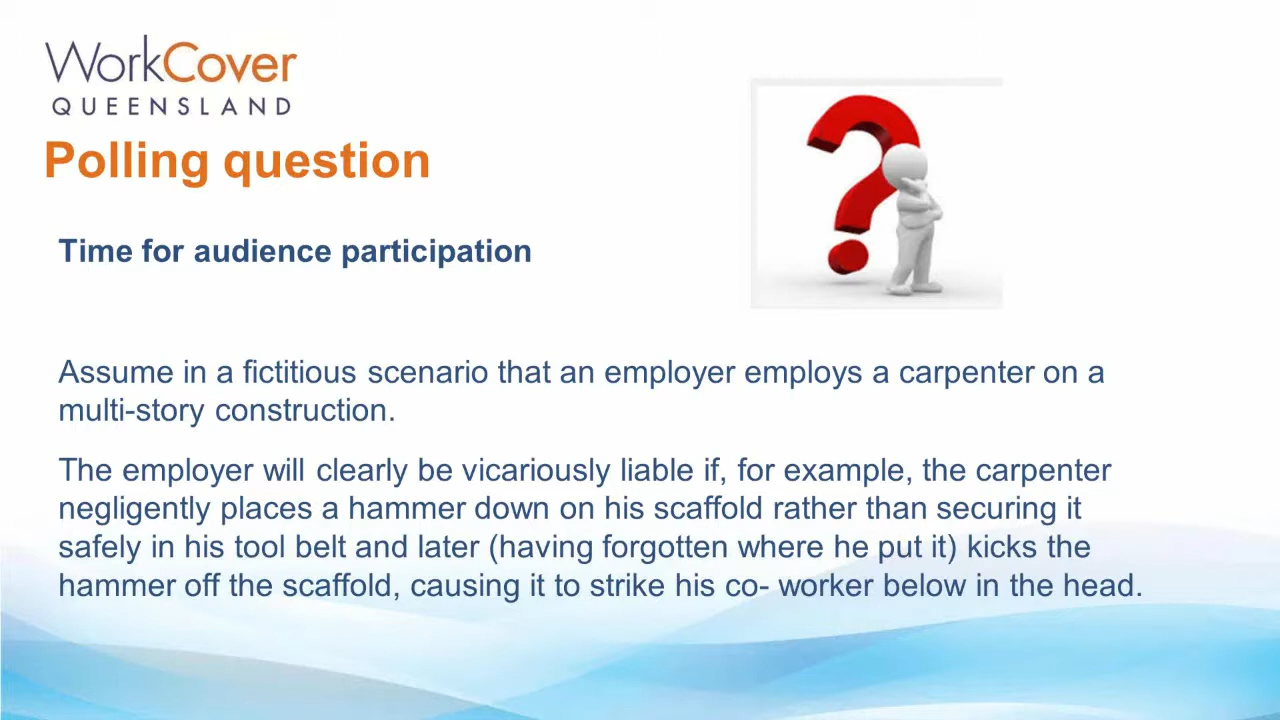 WorkCover
QUEENSLAND
Polling question
Time for audience participation
Assume in a fictitious scenario that an employer employs a carpenter on a
multi-story construction.
The employer will clearly be vicariously liable if, for example, the carpenter
negligently places a hammer down on his scaffold rather than securing it
safely in his tool belt and later (having forgotten where he put it) kicks the
hammer off the scaffold, causing it to strike his co- worker below in the head.